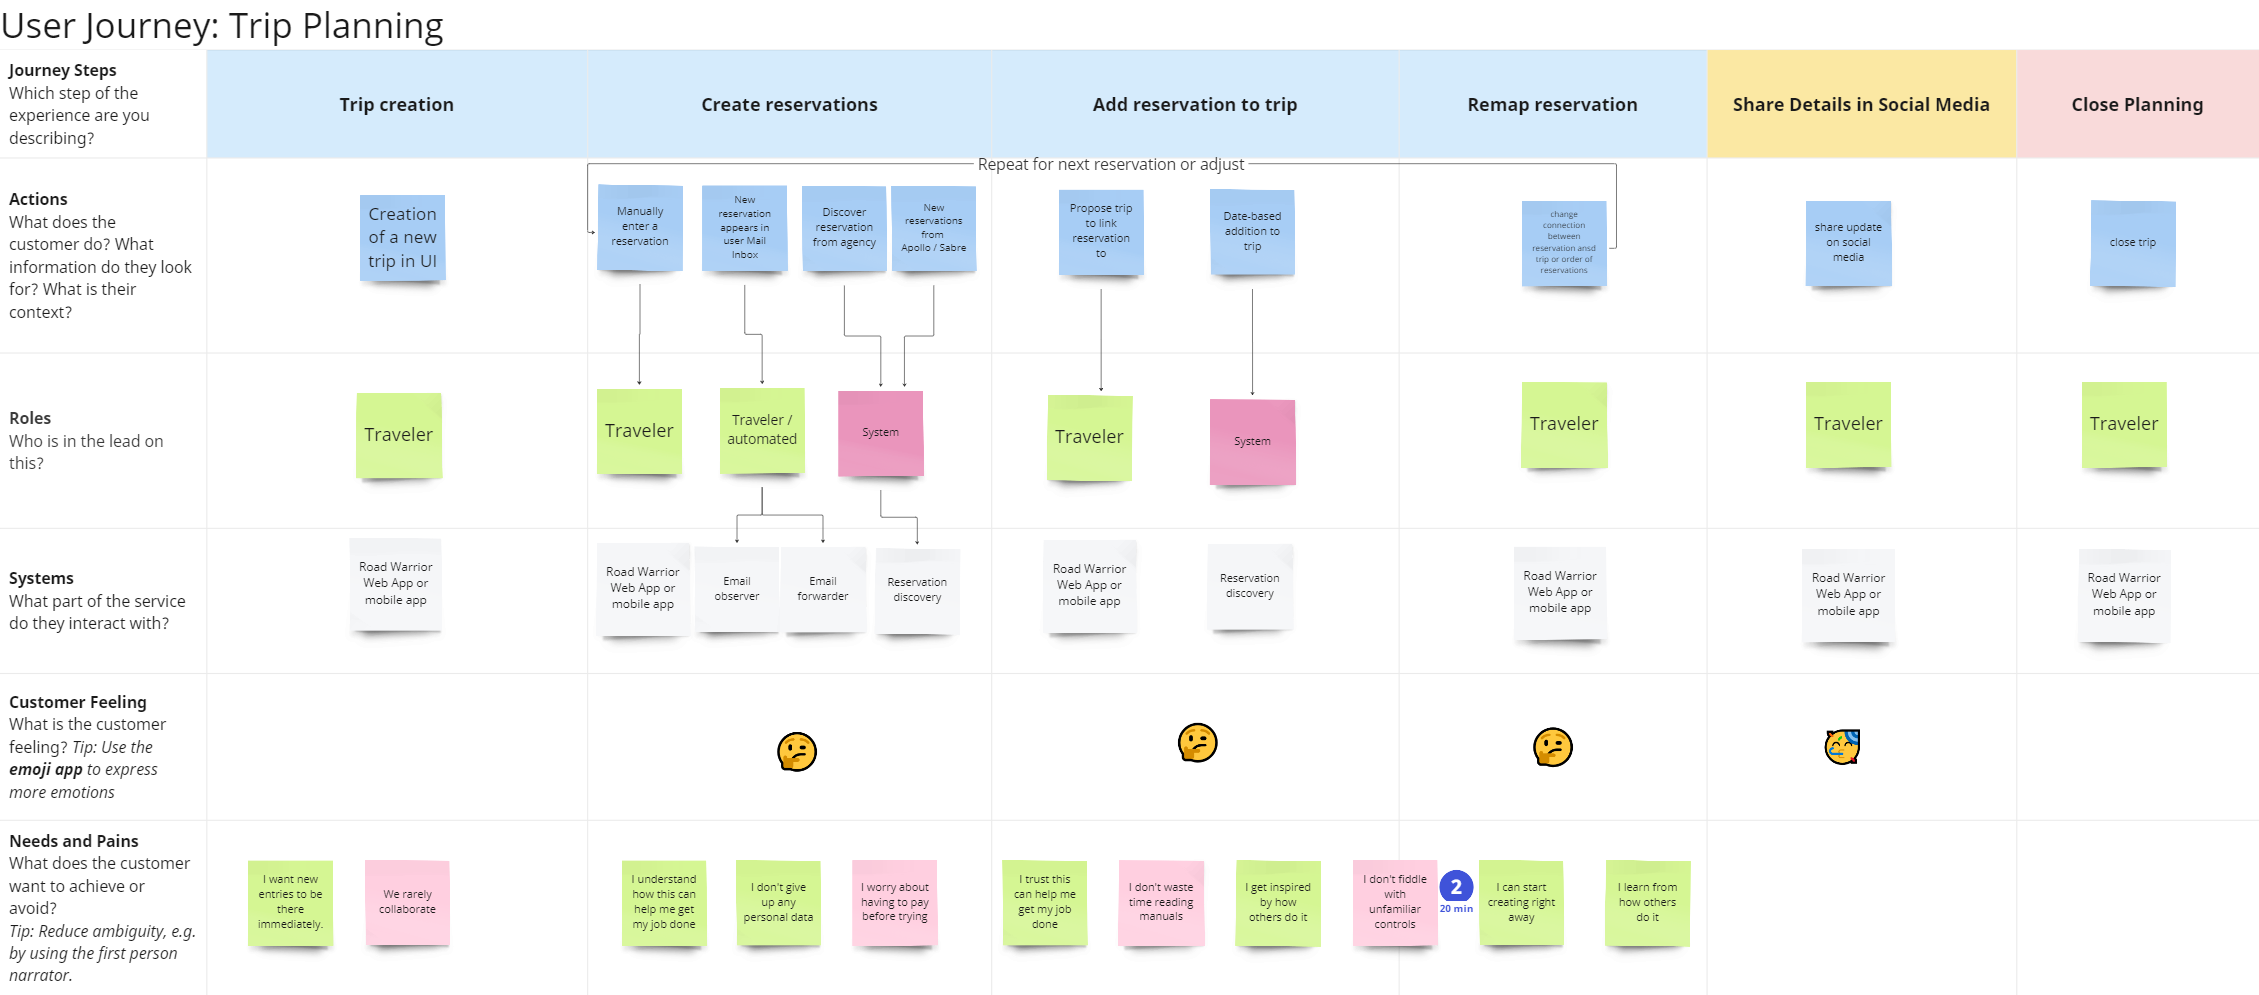 User Journey: Trip Planning
Journey Steps
Which step of the
experience are you
describing?
Trip creation
Create reservations
Add reservation to trip
Remap reservation
Share Details in Social Media
Close Planning
Repeat for next reservation or adjust
Actions
What does the
customer do? What
information do they look
for? What is their
context?
Creation
of a new
trip in UI
Manually
enter a
reservation
New
reservation
appears in
user Mail
Inbox
Discover
reservation
from agency
New
reservations
from
Apollo / Sabre
Propose trip
to link
reservation
to
Date-based
addition to
trip
change
connection
between
reservation ansd
trip or order of
reservations
share update
on social
media
close trip
Roles
Who is in the lead on
this?
Traveler
Traveler
Traveler /
automated
System
Traveler
System
Traveler
Traveler
Traveler
Systems
What part of the service
do they interact with?
Road Warrior
Web App or
mobile app
Road Warrior
Web App or
mobile app
Email
observer
Email
forwarder
Reservation
discovery
Road Warrior
Web App or
mobile app
Reservation
discovery
Road Warrior
Web App or
mobile app
Road Warrior
Web App or
mobile app
Road Warrior
Web App or
mobile app
Customer Feeling
What is the customer
feeling? Tip: Use the
emoji app to express
more emotions
Needs and Pains
What does the customer
want to achieve or
avoid?
Tip: Reduce ambiguity, e.g.
by using the first person
narrator.
I want new
entries to be
there
immediately.
We rarely
collaborate
I understand
how this can
help me get
my job done
I don't give
up any
personal data
I worry about
having to pay
before trying
I trust this
can help me
get my job
done
I don't waste
time reading
manuals
I get inspired
by how
others do it
I don't fiddle
with
unfamiliar
controls
2
20 min
I can start
creating right
away
I learn from
how others
do it